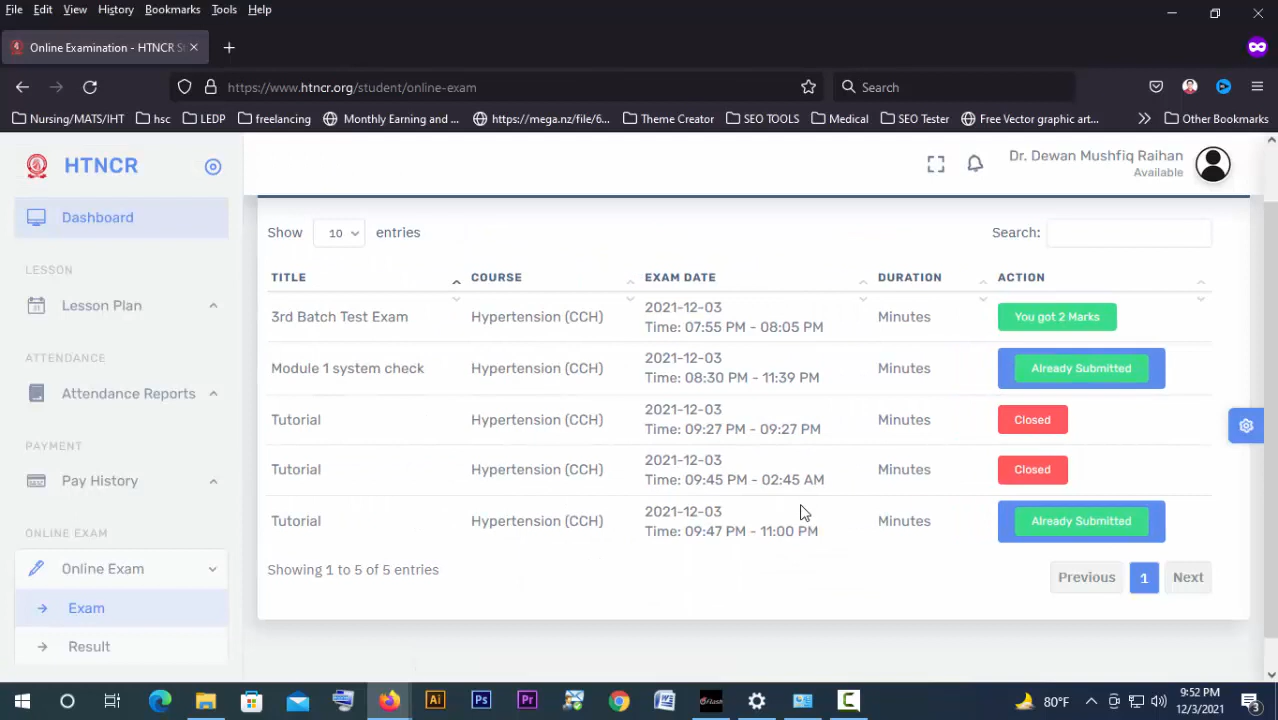 File Edit View History Bookmarks Tools Help
Online Examination - HTNCR St
https://www.htncr.org/student/online-exam
Search
Nursing/MATS/IHT hsc LEDP freelancing Monthly Earning and ... https://mega.nz/file/6... Theme Creator SEO TOOLS Medical SEO Tester Free Vector graphic art... Other Bookmarks
HTNCR
Dr. Dewan Mushfiq Raihan
Available
Dashboard
LESSON
Lesson Plan
ATTENDANCE
Attendance Reports
PAYMENT
Pay History
ONLINE EXAM
Online Exam
Exam
Result
Show 10 entries
Search:
TITLE COURSE EXAM DATE DURATION ACTION
3rd Batch Test Exam Hypertension (CCH) 2021-12-03 Minutes You got 2 Marks
Time: 07:55 PM - 08:05 PM
Module 1 system check Hypertension (CCH) 2021-12-03 Minutes Already Submitted
Time: 08:30 PM - 11:39 PM
Tutorial Hypertension (CCH) 2021-12-03 Minutes Closed
Time: 09:27 PM - 09:27 PM
Tutorial Hypertension (CCH) 2021-12-03 Minutes Closed
Time: 09:45 PM - 02:45 AM
Tutorial Hypertension (CCH) 2021-12-03 Minutes Already Submitted
Time: 09:47 PM - 11:00 PM
Showing 1 to 5 of 5 entries
Previous 1 Next
Ai Ps Pr
80°F
9:52 PM
12/3/2021
3